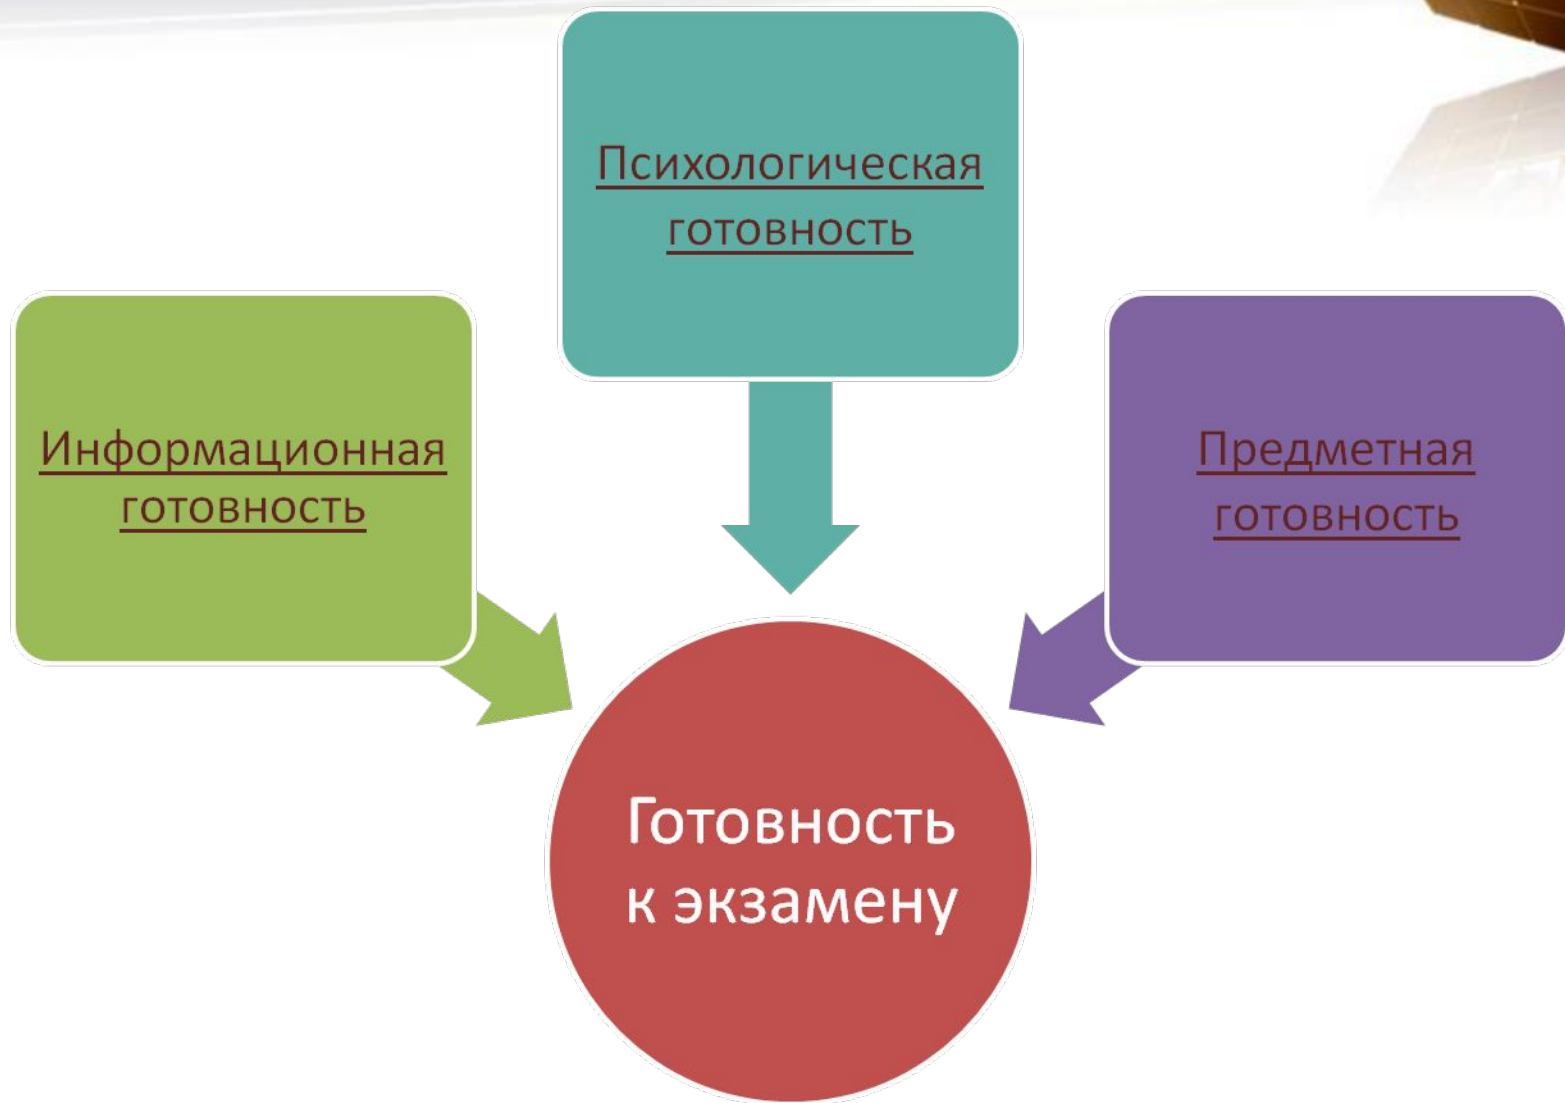 Психологическая
готовность
Информационная
готовность
Предметная
готовность
Готовность
к экзамену